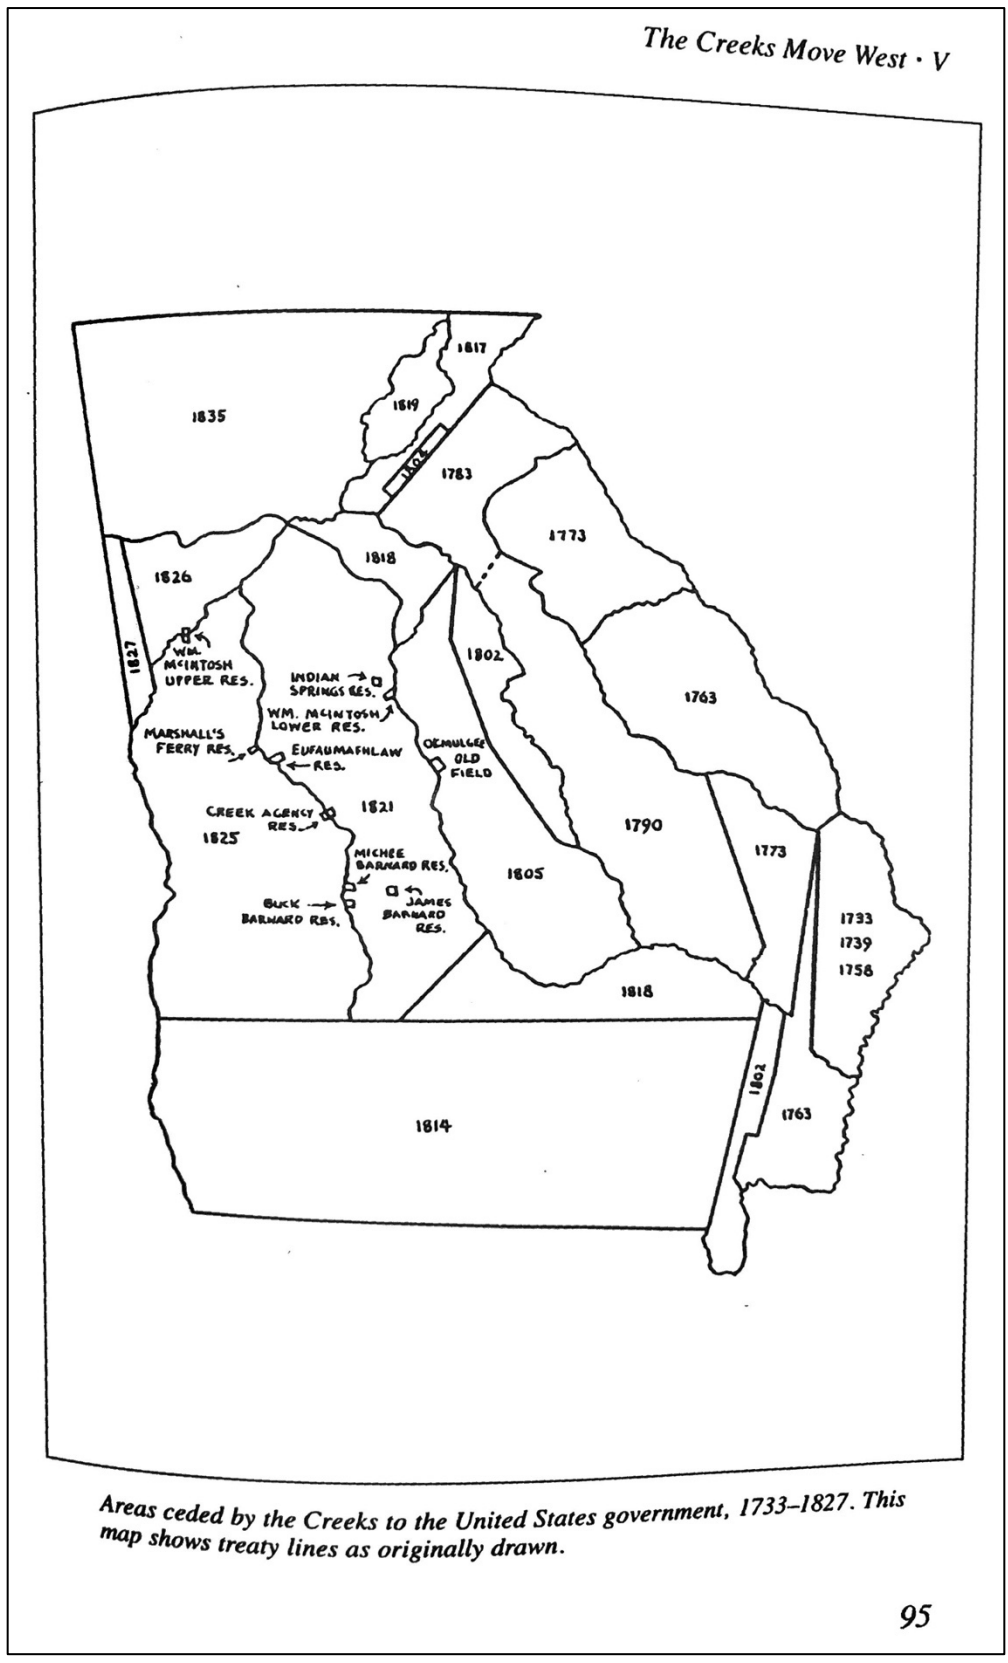 The Creeks Move West · V
1817
1835
1819
1804
1783
1773
1818
1826
1802
1827
WM.
McINTOSH
UPPER RES.
INDIAN
SPRINGS RES.
WM. McINTOSH
LOWER RES.
1763
MARSHALL'S
FERRY RES.
EUFAUMAFHLAW
RES.
OKMULGEE
OLD
FIELD
CREEK AGENCY
RES.
1821
1825
1790
1773
MICHEE
BARNARD RES.
1805
BUCK
BARNARD RES.
JAMES
BARNARD
RES.
1733
1739
1758
1818
1802
1763
1814
Areas ceded by the Creeks to the United States government, 1733–1827. This
map shows treaty lines as originally drawn.
95